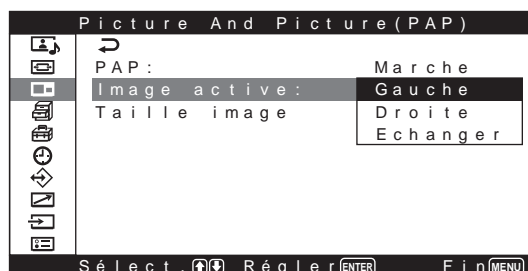 Picture And Picture(PAP)
PAP: Marche
Image active: Gauche
Taille image Droite
Echanger
Sélect. Régler ENTER Fin MENU